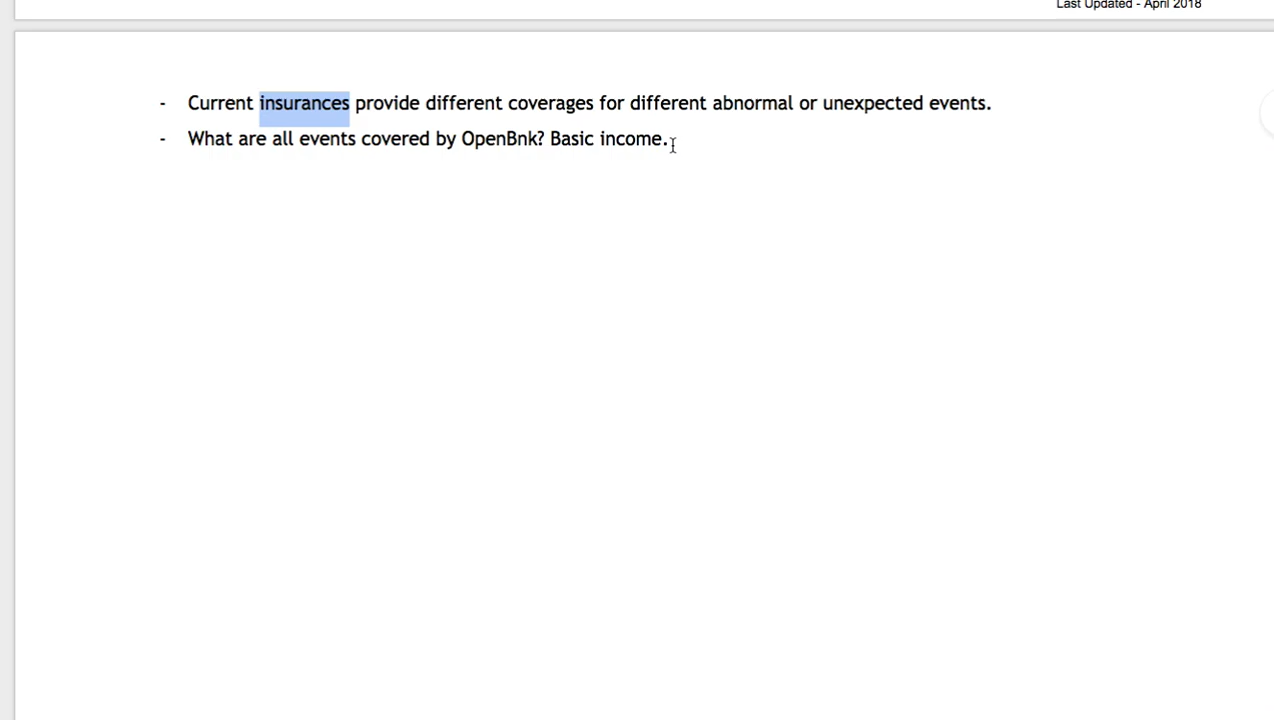 Last Updated - April 2018
- Current insurances provide different coverages for different abnormal or unexpected events.
- What are all events covered by OpenBnk? Basic income.